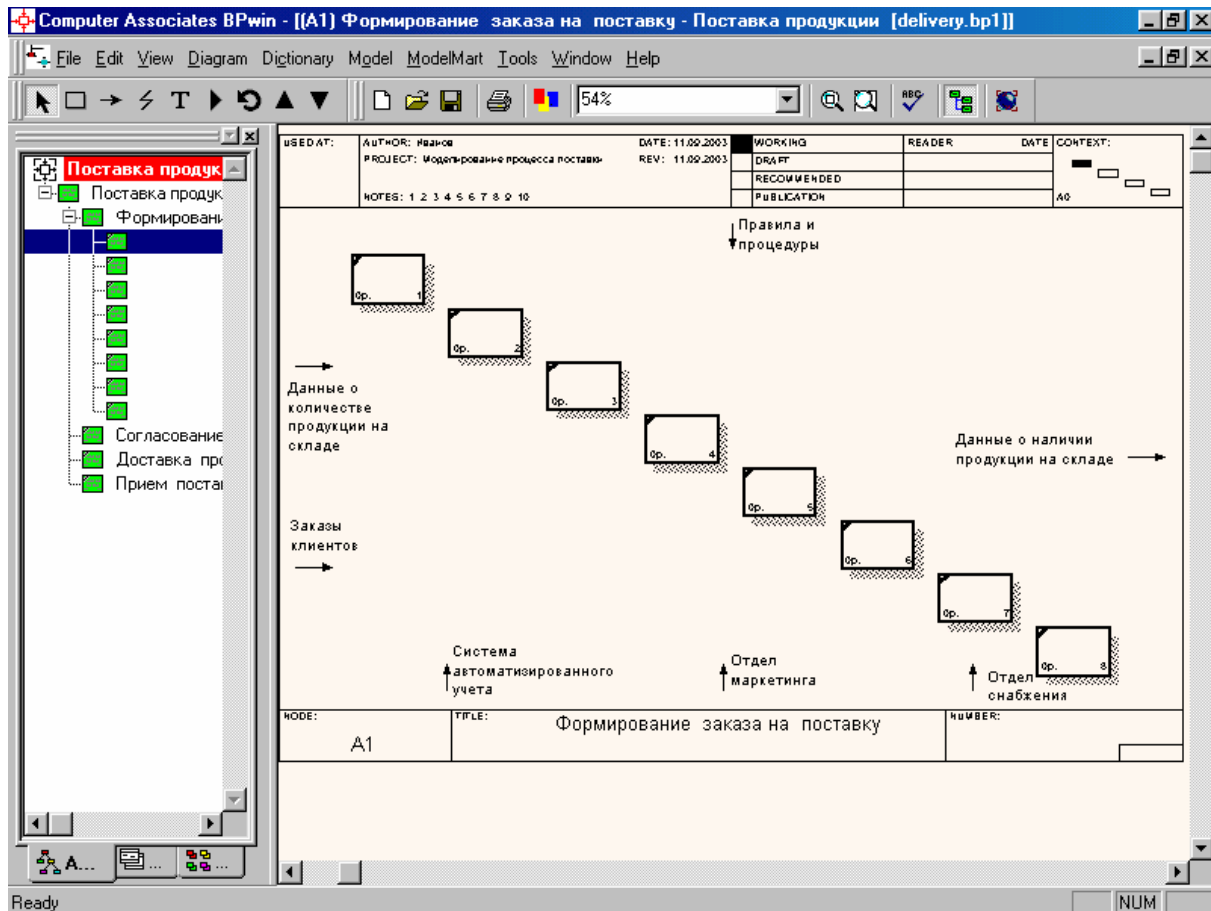 Computer Associates BPwin - [(A1) Формирование заказа на поставку - Поставка продукции [delivery.bp1]]
File Edit View Diagram Dictionary Model ModelMart Tools Window Help
54%
ABC
Поставка продук
Поставка продук
Формировани
Согласование
Доставка про
Прием постав
A...
...
...
USED AT:
AUTHOR: Иванов
DATE: 11.09.2003
PROJECT: Моделирование процесса поставки
REV: 11.09.2003
NOTES: 1 2 3 4 5 6 7 8 9 10
WORKING
DRAFT
RECOMMENDED
PUBLICATION
READER
DATE
CONTEXT:
A0
Правила и
процедуры
0р. 1
0р. 2
0р. 3
0р. 4
0р. 5
0р. 6
0р. 7
0р. 8
Данные о
количестве
продукции на
складе
Данные о наличии
продукции на складе
Заказы
клиентов
Система
автоматизированного
учета
Отдел
маркетинга
Отдел
снабжения
NODE:
A1
TITLE:
Формирование заказа на поставку
NUMBER:
Ready
NUM